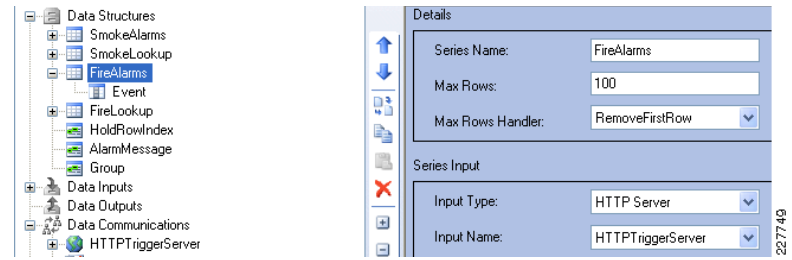 Data Structures
SmokeAlarms
SmokeLookup
FireAlarms
Event
FireLookup
HoldRowIndex
AlarmMessage
Group
Data Inputs
Data Outputs
Data Communications
HTTPTriggerServer
Details
Series Name: FireAlarms
Max Rows: 100
Max Rows Handler: RemoveFirstRow
Series Input
Input Type: HTTP Server
Input Name: HTTPTriggerServer
227749